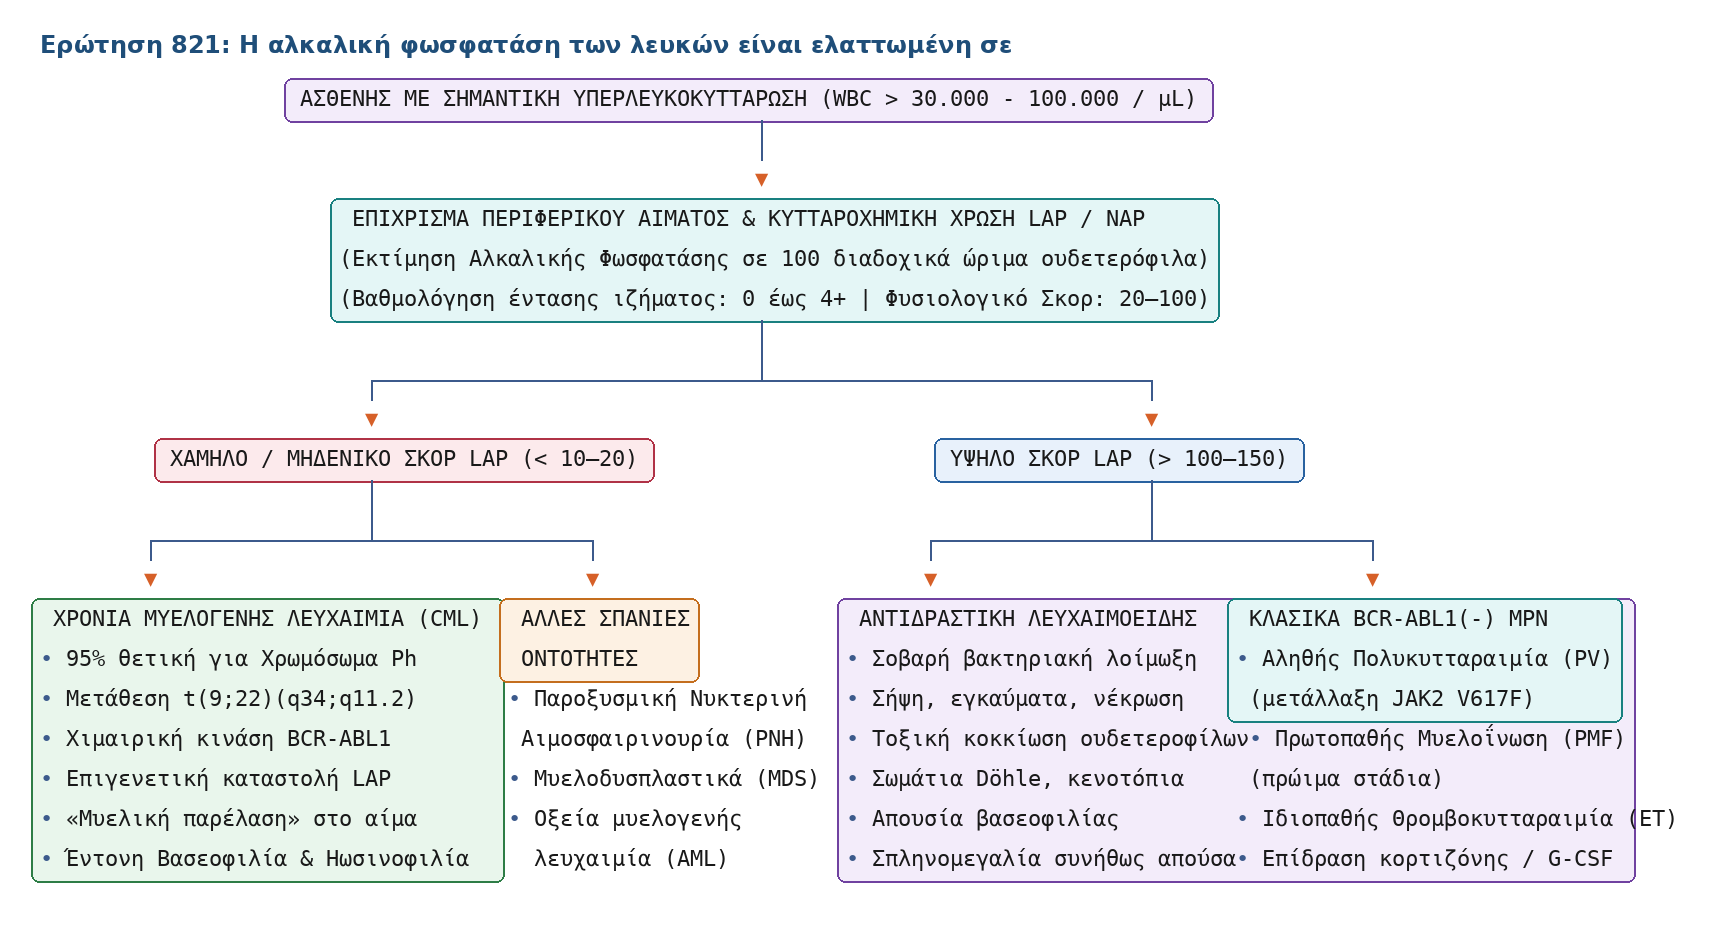 Ερώτηση 821: Η αλκαλική φωσφατάση των λευκών είναι ελαττωμένη σε
ΑΣΘΕΝΗΣ ΜΕ ΣΗΜΑΝΤΙΚΗ ΥΠΕΡΛΕΥΚΟΚΥΤΤΑΡΩΣΗ (WBC > 30.000 - 100.000 / μL)
ΕΠΙΧΡΙΣΜΑ ΠΕΡΙΦΕΡΙΚΟΥ ΑΙΜΑΤΟΣ & ΚΥΤΤΑΡΟΧΗΜΙΚΗ ΧΡΩΣΗ LAP / NAP
(Εκτίμηση Αλκαλικής Φωσφατάσης σε 100 διαδοχικά ώριμα ουδετερόφιλα)
(Βαθμολόγηση έντασης ιζήματος: 0 έως 4+ | Φυσιολογικό Σκορ: 20–100)
ΧΑΜΗΛΟ / ΜΗΔΕΝΙΚΟ ΣΚΟΡ LAP (< 10–20)
ΥΨΗΛΟ ΣΚΟΡ LAP (> 100–150)
ΧΡΟΝΙΑ ΜΥΕΛΟΓΕΝΗΣ ΛΕΥΧΑΙΜΙΑ (CML)
• 95% θετική για Χρωμόσωμα Ph
• Μετάθεση t(9;22)(q34;q11.2)
• Χιμαιρική κινάση BCR-ABL1
• Επιγενετική καταστολή LAP
• «Μυελική παρέλαση» στο αίμα
• Έντονη Βασεοφιλία & Ηωσινοφιλία
ΑΛΛΕΣ ΣΠΑΝΙΕΣ
ΟΝΤΟΤΗΤΕΣ
• Παροξυσμική Νυκτερινή
Αιμοσφαιρινουρία (PNH)
• Μυελοδυσπλαστικά (MDS)
• Οξεία μυελογενής
λευχαιμία (AML)
ΑΝΤΙΔΡΑΣΤΙΚΗ ΛΕΥΧΑΙΜΟΕΙΔΗΣ
• Σοβαρή βακτηριακή λοίμωξη
• Σήψη, εγκαύματα, νέκρωση
• Τοξική κοκκίωση ουδετεροφίλων
• Σωμάτια Döhle, κενοτόπια
• Απουσία βασεοφιλίας
• Σπληνομεγαλία συνήθως απούσα
ΚΛΑΣΙΚΑ BCR-ABL1(-) MPN
• Αληθής Πολυκυτταραιμία (PV)
(μετάλλαξη JAK2 V617F)
• Πρωτοπαθής Μυελοΐνωση (PMF)
(πρώιμα στάδια)
• Ιδιοπαθής Θρομβοκυτταραιμία (ET)
• Επίδραση κορτιζόνης / G-CSF